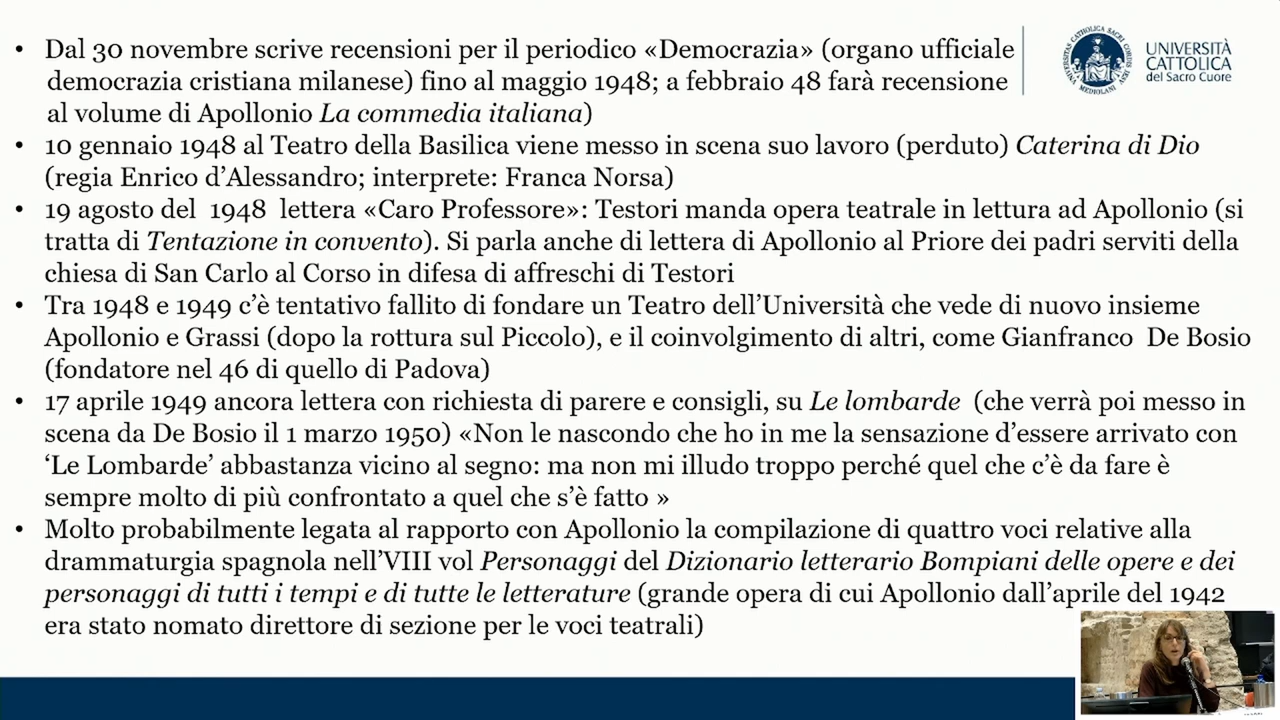 • Dal 30 novembre scrive recensioni per il periodico «Democrazia» (organo ufficiale
democrazia cristiana milanese) fino al maggio 1948; a febbraio 48 farà recensione
al volume di Apollonio La commedia italiana)
• 10 gennaio 1948 al Teatro della Basilica viene messo in scena suo lavoro (perduto) Caterina di Dio
(regia Enrico d’Alessandro; interprete: Franca Norsa)
• 19 agosto del 1948 lettera «Caro Professore»: Testori manda opera teatrale in lettura ad Apollonio (si
tratta di Tentazione in convento). Si parla anche di lettera di Apollonio al Priore dei padri serviti della
chiesa di San Carlo al Corso in difesa di affreschi di Testori
• Tra 1948 e 1949 c’è tentativo fallito di fondare un Teatro dell’Università che vede di nuovo insieme
Apollonio e Grassi (dopo la rottura sul Piccolo), e il coinvolgimento di altri, come Gianfranco De Bosio
(fondatore nel 46 di quello di Padova)
• 17 aprile 1949 ancora lettera con richiesta di parere e consigli, su Le lombarde (che verrà poi messo in
scena da De Bosio il 1 marzo 1950) «Non le nascondo che ho in me la sensazione d’essere arrivato con
‘Le Lombarde’ abbastanza vicino al segno: ma non mi illudo troppo perché quel che c’è da fare è
sempre molto di più confrontato a quel che s’è fatto »
• Molto probabilmente legata al rapporto con Apollonio la compilazione di quattro voci relative alla
drammaturgia spagnola nell’VIII vol Personaggi del Dizionario letterario Bompiani delle opere e dei
personaggi di tutti i tempi e di tutte le letterature (grande opera di cui Apollonio dall’aprile del 1942
era stato nomato direttore di sezione per le voci teatrali)
UNIVERSITÀ
CATTOLICA
del Sacro Cuore